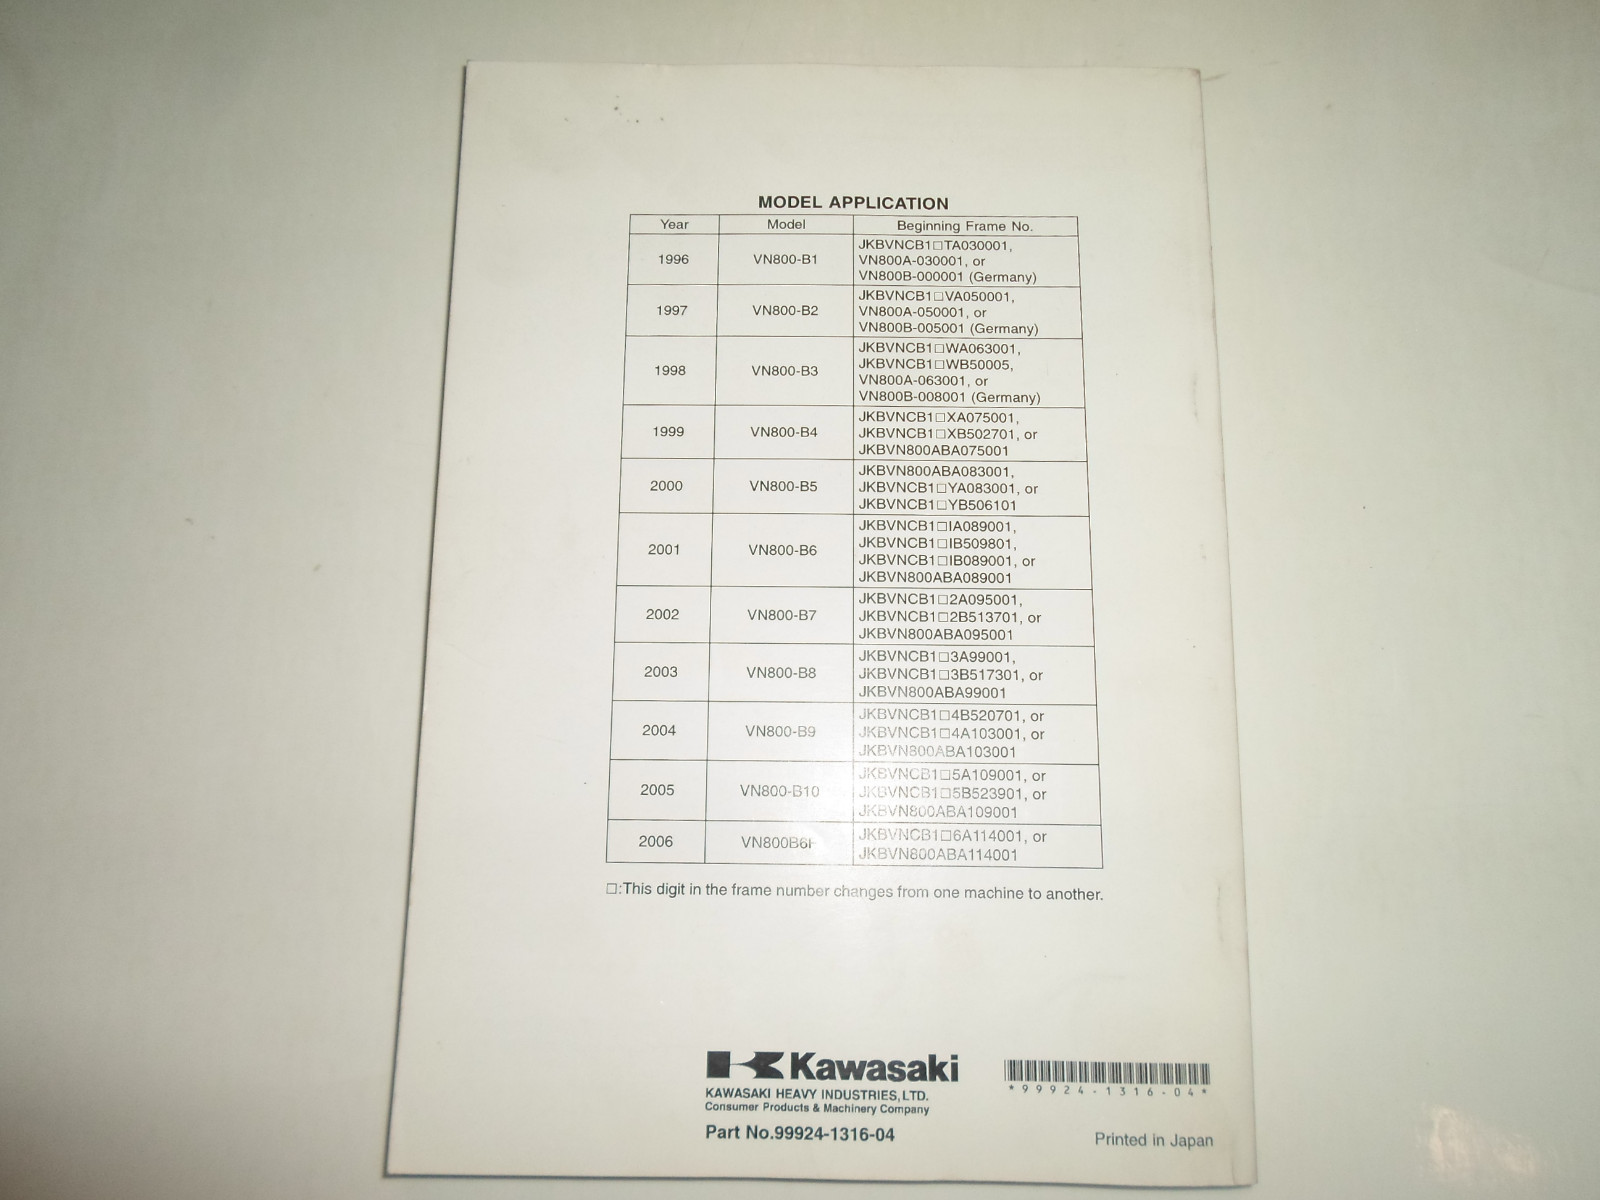 MODEL APPLICATION
Year Model Beginning Frame No.
1996 VN800-B1 JKBVNCB1□TA030001,
VN800A-030001, or
VN800B-000001 (Germany)
1997 VN800-B2 JKBVNCB1□VA050001,
VN800A-050001, or
VN800B-005001 (Germany)
1998 VN800-B3 JKBVNCB1□WA063001,
JKBVNCB1□WB50005,
VN800A-063001, or
VN800B-008001 (Germany)
1999 VN800-B4 JKBVNCB1□XA075001,
JKBVNCB1□XB502701, or
JKBVN800ABA075001
2000 VN800-B5 JKBVN800ABA083001,
JKBVNCB1□YA083001, or
JKBVNCB1□YB506101
2001 VN800-B6 JKBVNCB1□IA089001,
JKBVNCB1□IB509801,
JKBVNCB1□IB089001, or
JKBVN800ABA089001
2002 VN800-B7 JKBVNCB1□2A095001,
JKBVNCB1□2B513701, or
JKBVN800ABA095001
2003 VN800-B8 JKBVNCB1□3A99001,
JKBVNCB1□3B517301, or
JKBVN800ABA99001
2004 VN800-B9 JKBVNCB1□4B520701, or
JKBVNCB1□4A103001, or
JKBVN800ABA103001
2005 VN800-B10 JKBVNCB1□5A109001, or
JKBVNCB1□5B523901, or
JKBVN800ABA109001
2006 JKBVNCB1□6A114001, or
JKBVN800ABA114001
□:This digit in the frame number changes from one machine to another.
Kawasaki
KAWASAKI HEAVY INDUSTRIES,LTD.
Consumer Products & Machinery Company
Part No.99924-1316-04
*99924-1316-04*
Printed in Japan